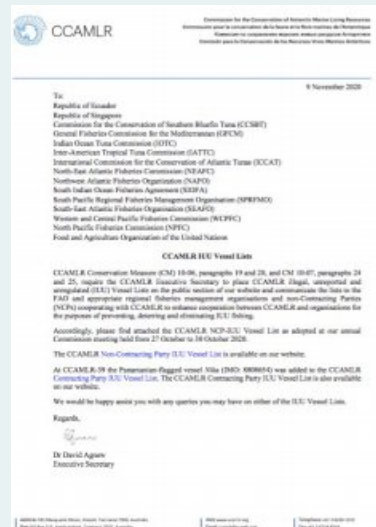 CCAMLR
Commission for the Conservation of Antarctic Marine Living Resources
9 November 2020
To:
Republic of Ecuador
Republic of Singapore
Commission for the Conservation of Southern Bluefin Tuna (CCSBT)
General Fisheries Commission for the Mediterranean (GFCM)
Indian Ocean Tuna Commission (IOTC)
Inter-American Tropical Tuna Commission (IATTC)
International Commission for the Conservation of Atlantic Tunas (ICCAT)
North-East Atlantic Fisheries Commission (NEAFC)
Northwest Atlantic Fisheries Organization (NAFO)
South Indian Ocean Fisheries Agreement (SIOFA)
South Pacific Regional Fisheries Management Organisation (SPRFMO)
South-East Atlantic Fisheries Commission (SEAFO)
Western and Central Pacific Fisheries Commission (WCPFC)
North Pacific Fisheries Commission (NPFC)
Food and Agriculture Organization of the United Nations
CCAMLR IUU Vessel Lists
CCAMLR Conservation Measure (CM) 10-06, paragraphs 19 and 20, and CM 10-07, paragraphs 24
and 25, require the Executive Secretary to place CCAMLR illegal, unreported and
unregulated (IUU) Vessel Lists on the public section of our website and communicate the lists to the
FAO and appropriate regional fisheries management organisations and non-Contracting Parties
(NCPs) cooperating with CCAMLR to enhance cooperation between CCAMLR and organisations for
the purposes of preventing, deterring and eliminating IUU fishing.
Accordingly, please find attached the CCAMLR NCP-IUU Vessel List as adopted at our annual
Commission meeting held from 27 October to 30 October 2020.
The CCAMLR Non-Contracting Party IUU Vessel List is available on our website.
At CCAMLR-39 the Panamanian-flagged vessel Nika (IMO: 8808654) was added to the CCAMLR
Contracting Party IUU Vessel List. The CCAMLR Contracting Party IUU Vessel List is also available
on our website.
We would be happy assist you with any queries you may have on either of the IUU Vessel Lists.
Regards,
Dr David Agnew
Executive Secretary